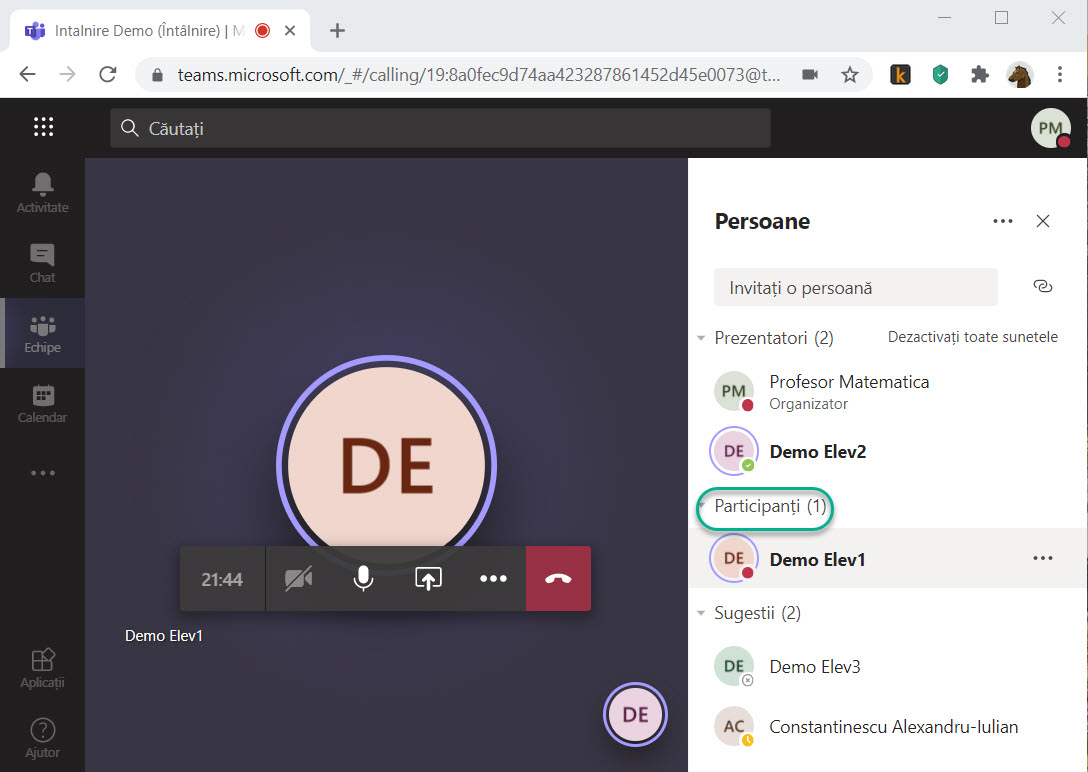 Intalnire Demo (Întâlnire) | M
teams.microsoft.com/_#/calling/19:8a0fec9d74aa423287861452d45e0073@t...
k
Căutați
PM
Activitate
Chat
Echipe
Calendar
Aplicații
Ajutor
DE
21:44
Demo Elev1
DE
Persoane
Invitați o persoană
Prezentatori (2)
Dezactivați toate sunetele
PM
Profesor Matematica
Organizator
DE
Demo Elev2
Participanți (1)
DE
Demo Elev1
Sugestii (2)
DE
Demo Elev3
AC
Constantinescu Alexandru-Iulian